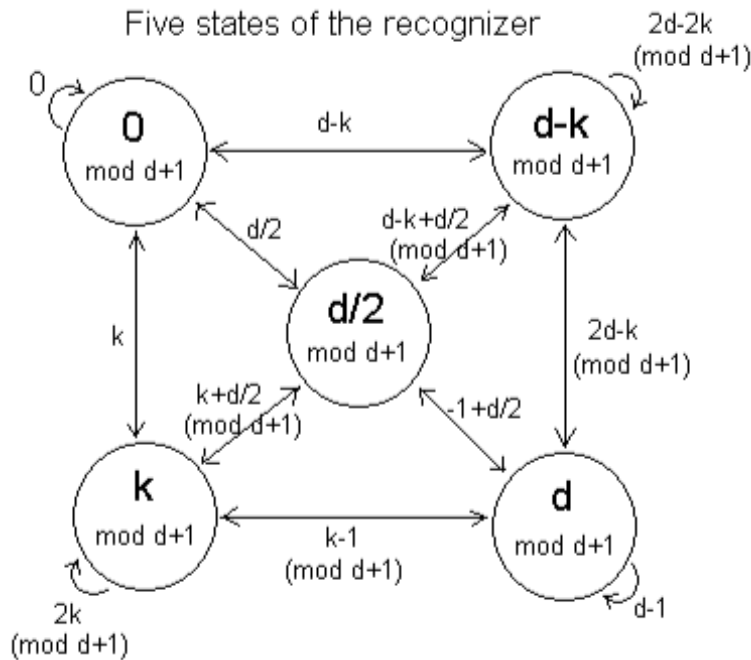 Five states of the recognizer
0
0
mod d+1
d-k
d-k
mod d+1
2d-2k
(mod d+1)
d/2
d-k+d/2
(mod d+1)
d/2
mod d+1
k
2d-k
(mod d+1)
k+d/2
(mod d+1)
-1+d/2
k
mod d+1
k-1
(mod d+1)
d
mod d+1
2k
(mod d+1)
d-1